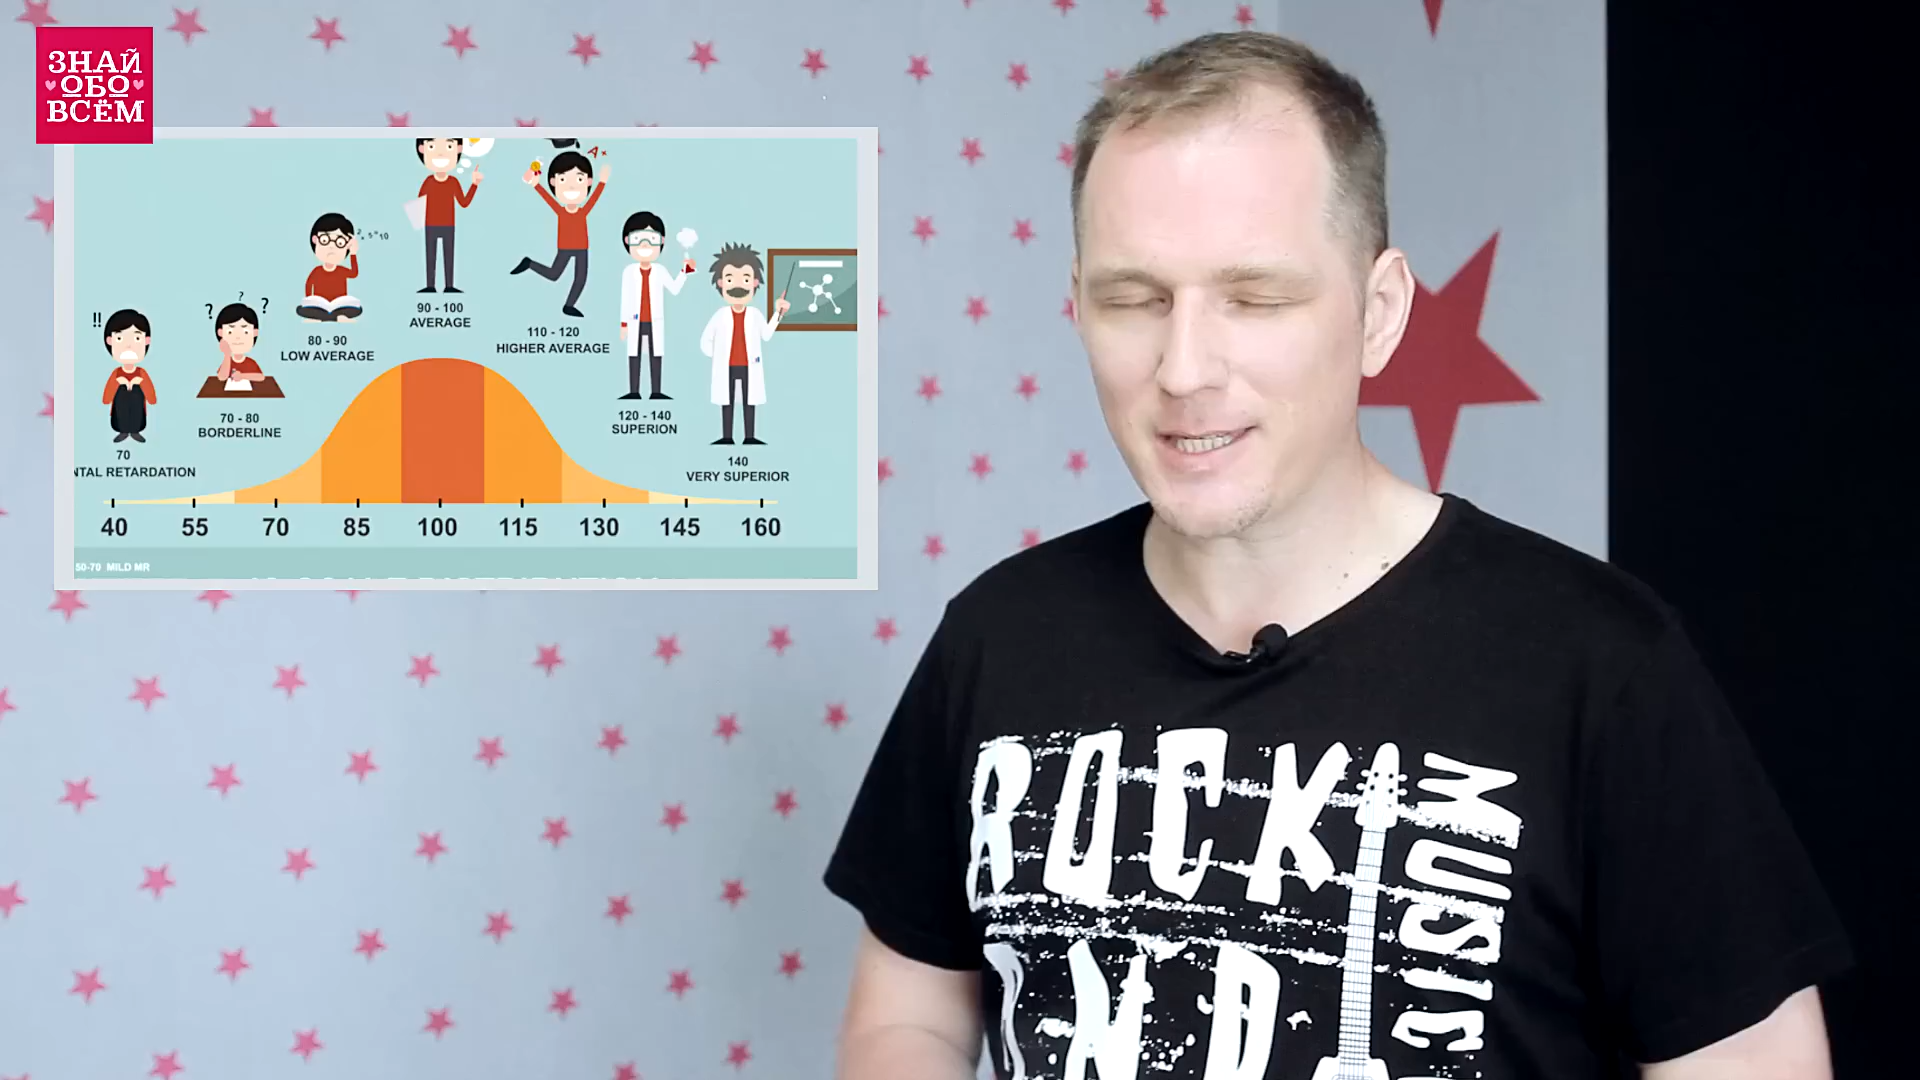 ЗНАЙ
ОБО
ВСЁМ
A+
!!
? ? ?
90 - 100
AVERAGE
110 - 120
HIGHER AVERAGE
80 - 90
LOW AVERAGE
120 - 140
SUPERION
70 - 80
BORDERLINE
70
NTAL RETARDATION
140
VERY SUPERIOR
40 55 70 85 100 115 130 145 160
50-70 MILD MR
ROCK
MUSIC
AND